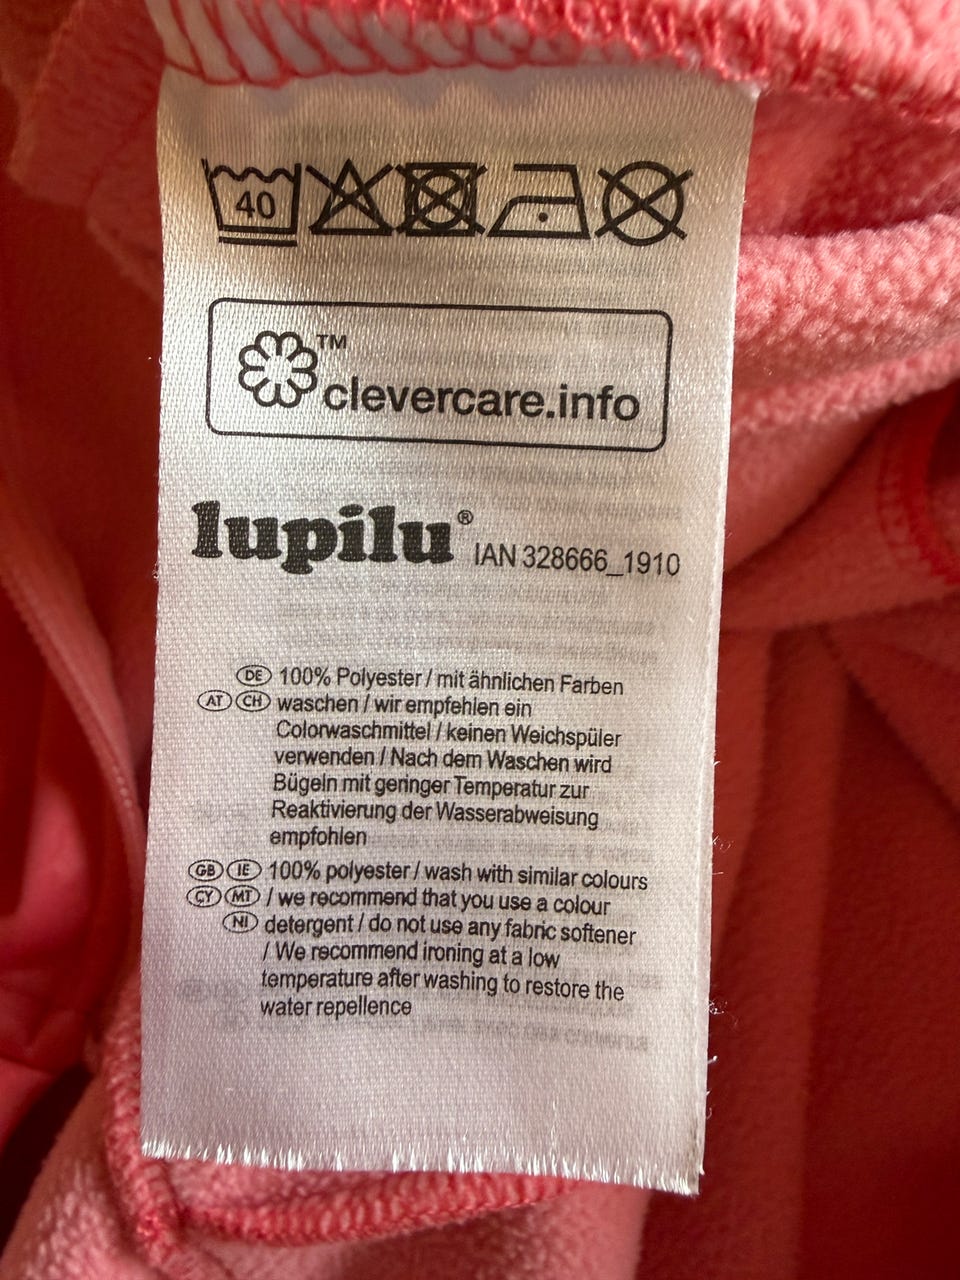 40
TM
clevercare.info
lupilu® IAN 328666_1910
DE 100% Polyester / mit ähnlichen Farben
AT CH waschen / wir empfehlen ein
Colorwaschmittel / keinen Weichspüler
verwenden / Nach dem Waschen wird
Bügeln mit geringer Temperatur zur
Reaktivierung der Wasserabweisung
empfohlen
GB IE 100% polyester / wash with similar colours
CY MT / we recommend that you use a colour
NI detergent / do not use any fabric softener
/ We recommend ironing at a low
temperature after washing to restore the
water repellence